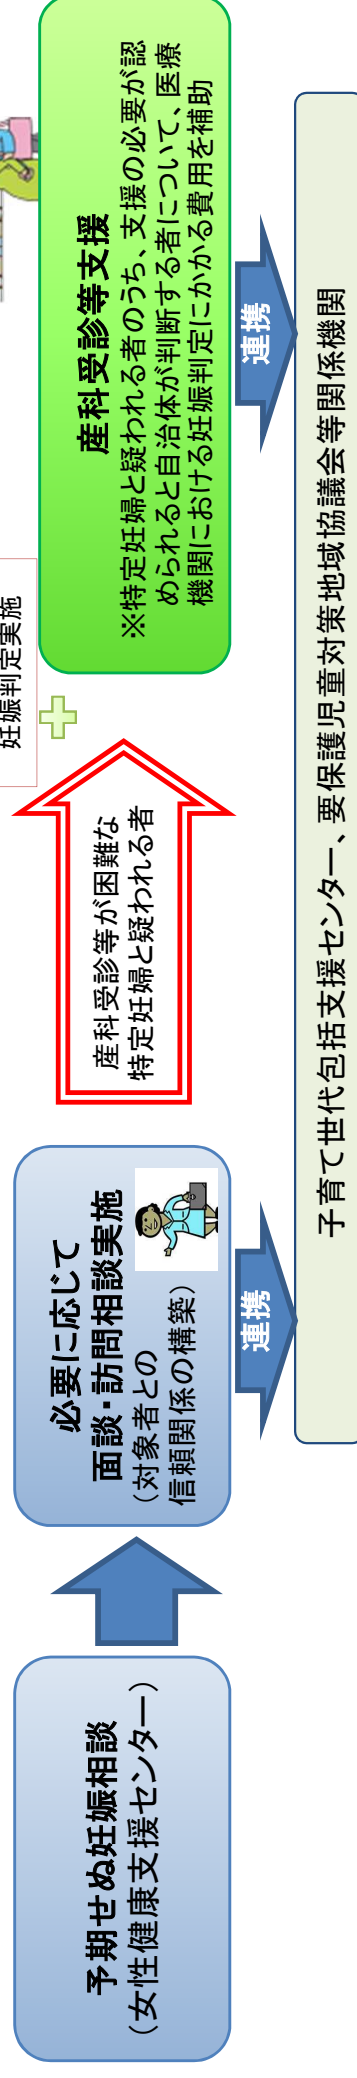 予期せぬ妊娠相談
（女性健康支援センター）
必要に応じて
面談・訪問相談実施
（対象者との
信頼関係の構築）
産科受診等が困難な
特定妊婦と疑われる者
妊娠判定実施
産科受診等支援
※特定妊婦と疑われる者のうち、支援の必要が認
められると自治体が判断する者について、医療
機関における妊娠判定にかかる費用を補助
連携
連携
子育て世代包括支援センター、要保護児童対策地域協議会等関係機関